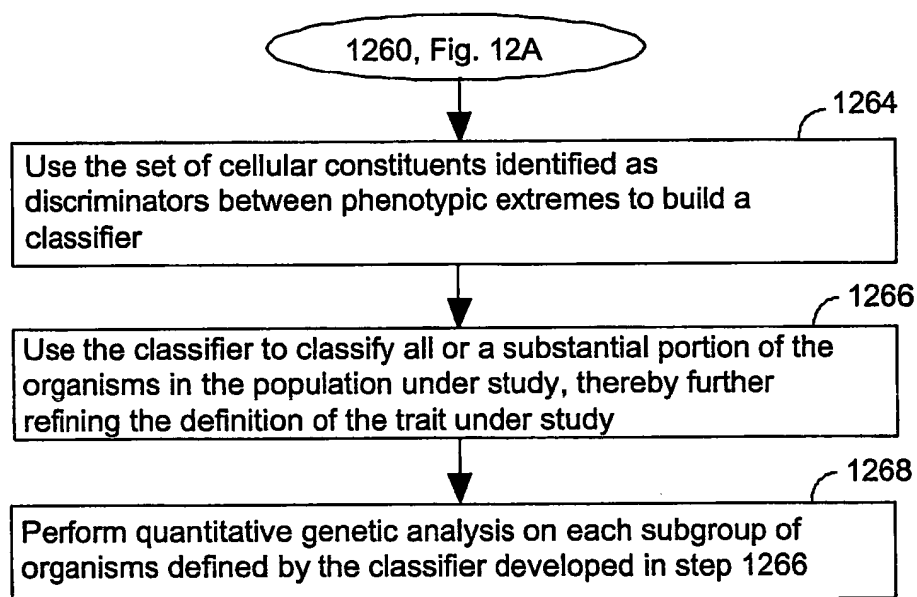 1260, Fig. 12A
1264
Use the set of cellular constituents identified as
discriminators between phenotypic extremes to build a
classifier
1266
Use the classifier to classify all or a substantial portion of the
organisms in the population under study, thereby further
refining the definition of the trait under study
1268
Perform quantitative genetic analysis on each subgroup of
organisms defined by the classifier developed in step 1266